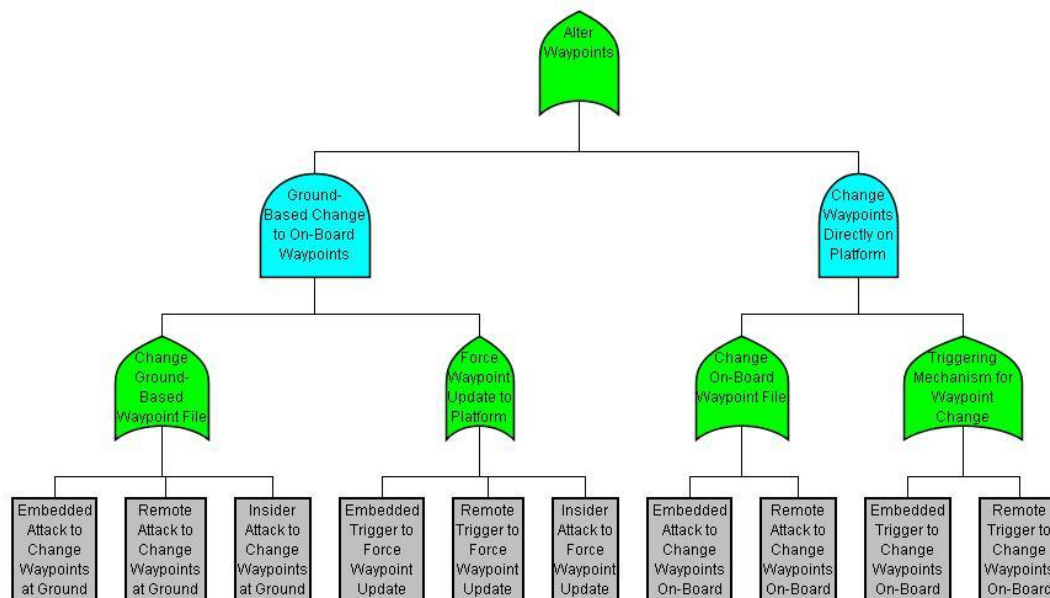 Alter
Waypoints
Ground-
Based Change
to On-Board
Waypoints
Change
Waypoints
Directly on
Platform
Change
Ground-
Based
Waypoint File
Force
Waypoint
Update to
Platform
Change
On-Board
Waypoint File
Triggering
Mechanism for
Waypoint
Change
Embedded
Attack to
Change
Waypoints
at Ground
Remote
Attack to
Change
Waypoints
at Ground
Insider
Attack to
Change
Waypoints
at Ground
Embedded
Trigger to
Force
Waypoint
Update
Remote
Trigger to
Force
Waypoint
Update
Insider
Attack to
Force
Waypoint
Update
Embedded
Attack to
Change
Waypoints
On-Board
Remote
Attack to
Change
Waypoints
On-Board
Embedded
Trigger to
Change
Waypoints
On-Board
Remote
Trigger to
Change
Waypoints
On-Board